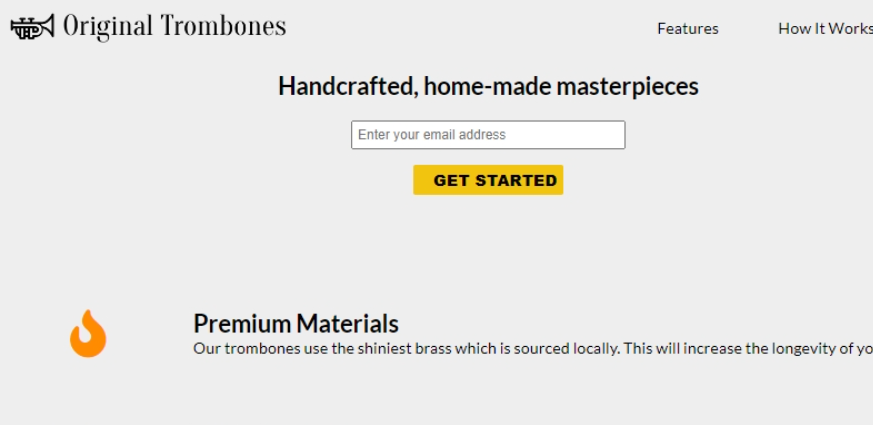 Original Trombones
Features
How It Works
Handcrafted, home-made masterpieces
Enter your email address
GET STARTED
Premium Materials
Our trombones use the shiniest brass which is sourced locally. This will increase the longevity of yo